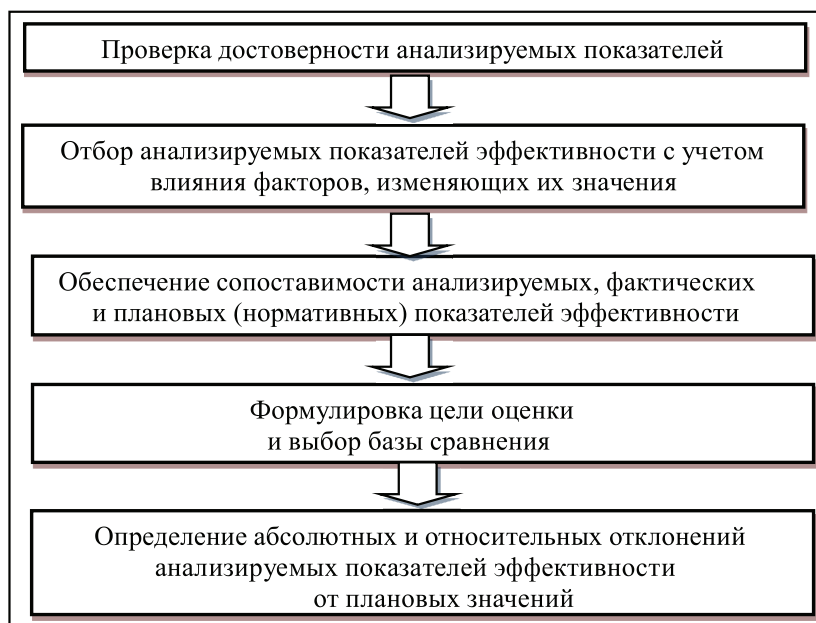 Проверка достоверности анализируемых показателей
Отбор анализируемых показателей эффективности с учетом
влияния факторов, изменяющих их значения
Обеспечение сопоставимости анализируемых, фактических
и плановых (нормативных) показателей эффективности
Формулировка цели оценки
и выбор базы сравнения
Определение абсолютных и относительных отклонений
анализируемых показателей эффективности
от плановых значений